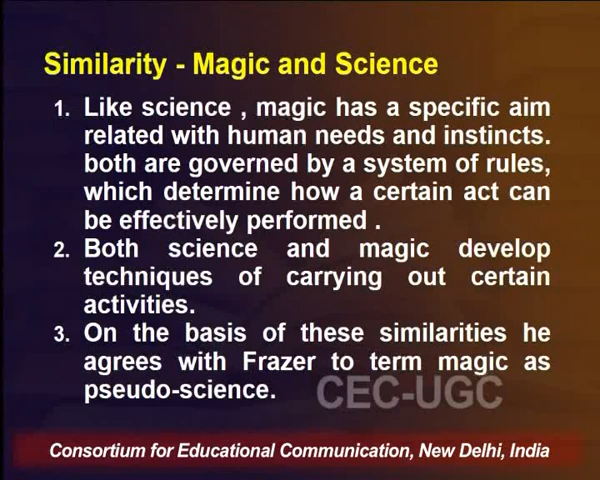 Similarity - Magic and Science
1. Like science , magic has a specific aim
related with human needs and instincts.
both are governed by a system of rules,
which determine how a certain act can
be effectively performed .
2. Both science and magic develop
techniques of carrying out certain
activities.
3. On the basis of these similarities he
agrees with Frazer to term magic as
pseudo-science.
CEC-UGC
Consortium for Educational Communication, New Delhi, India